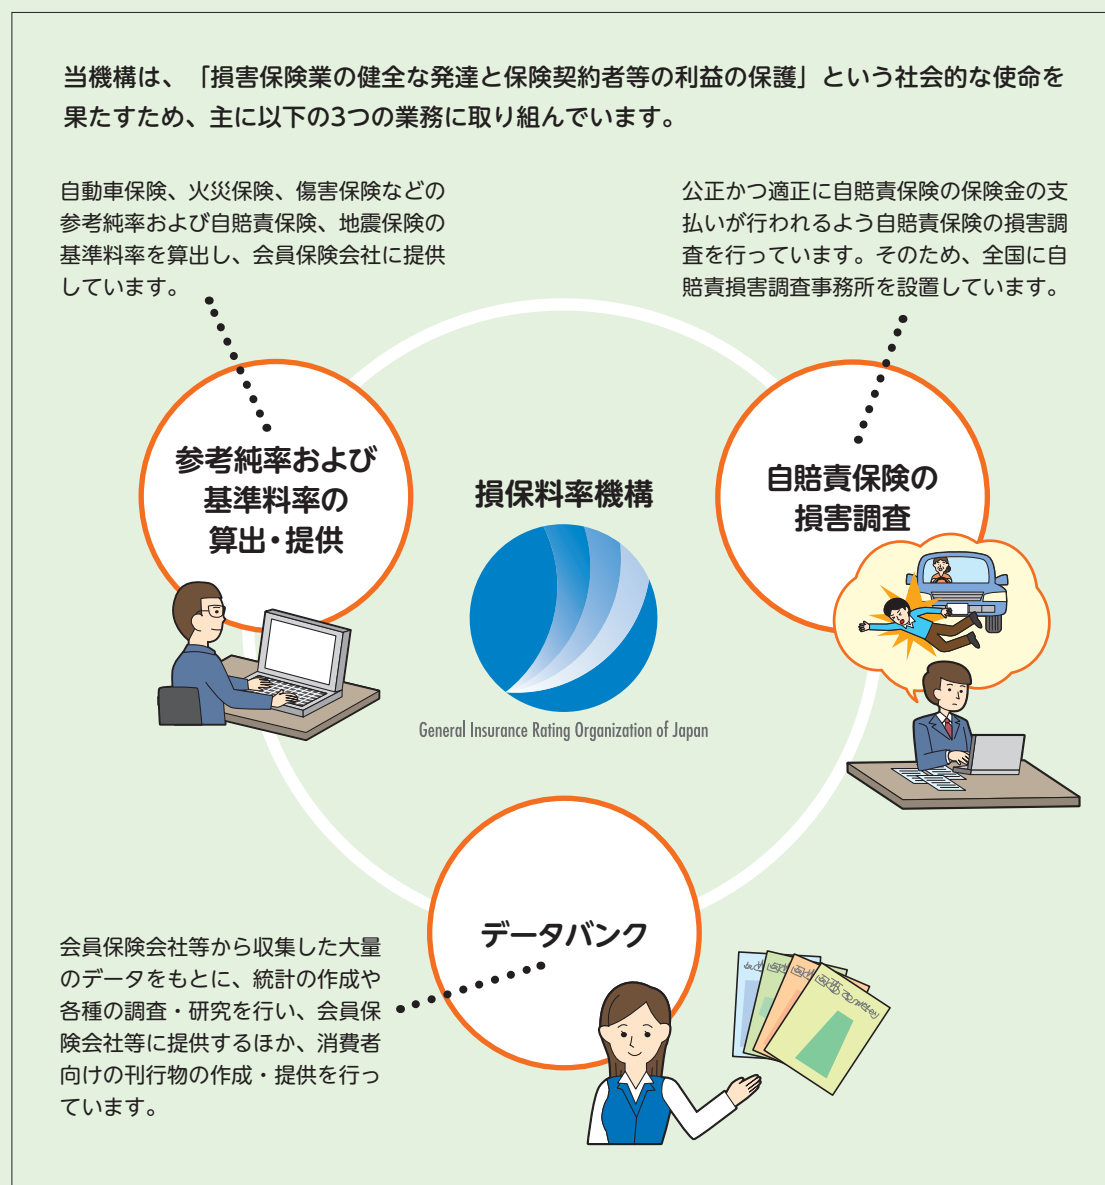 当機構は、「損害保険業の健全な発達と保険契約者等の利益の保護」という社会的な使命を
果たすため、主に以下の3つの業務に取り組んでいます。
自動車保険、火災保険、傷害保険などの
参考純率および自賠責保険、地震保険の
基準料率を算出し、会員保険会社に提供
しています。
公正かつ適正に自賠責保険の保険金の支
払いが行われるよう自賠責保険の損害調
査を行っています。そのため、全国に自
賠責損害調査事務所を設置しています。
参考純率および
基準料率の
算出・提供
損保料率機構
General Insurance Rating Organization of Japan
自賠責保険の
損害調査
データバンク
会員保険会社等から収集した大量
のデータをもとに、統計の作成や
各種の調査・研究を行い、会員保
険会社等に提供するほか、消費者
向けの刊行物の作成・提供を行っ
ています。